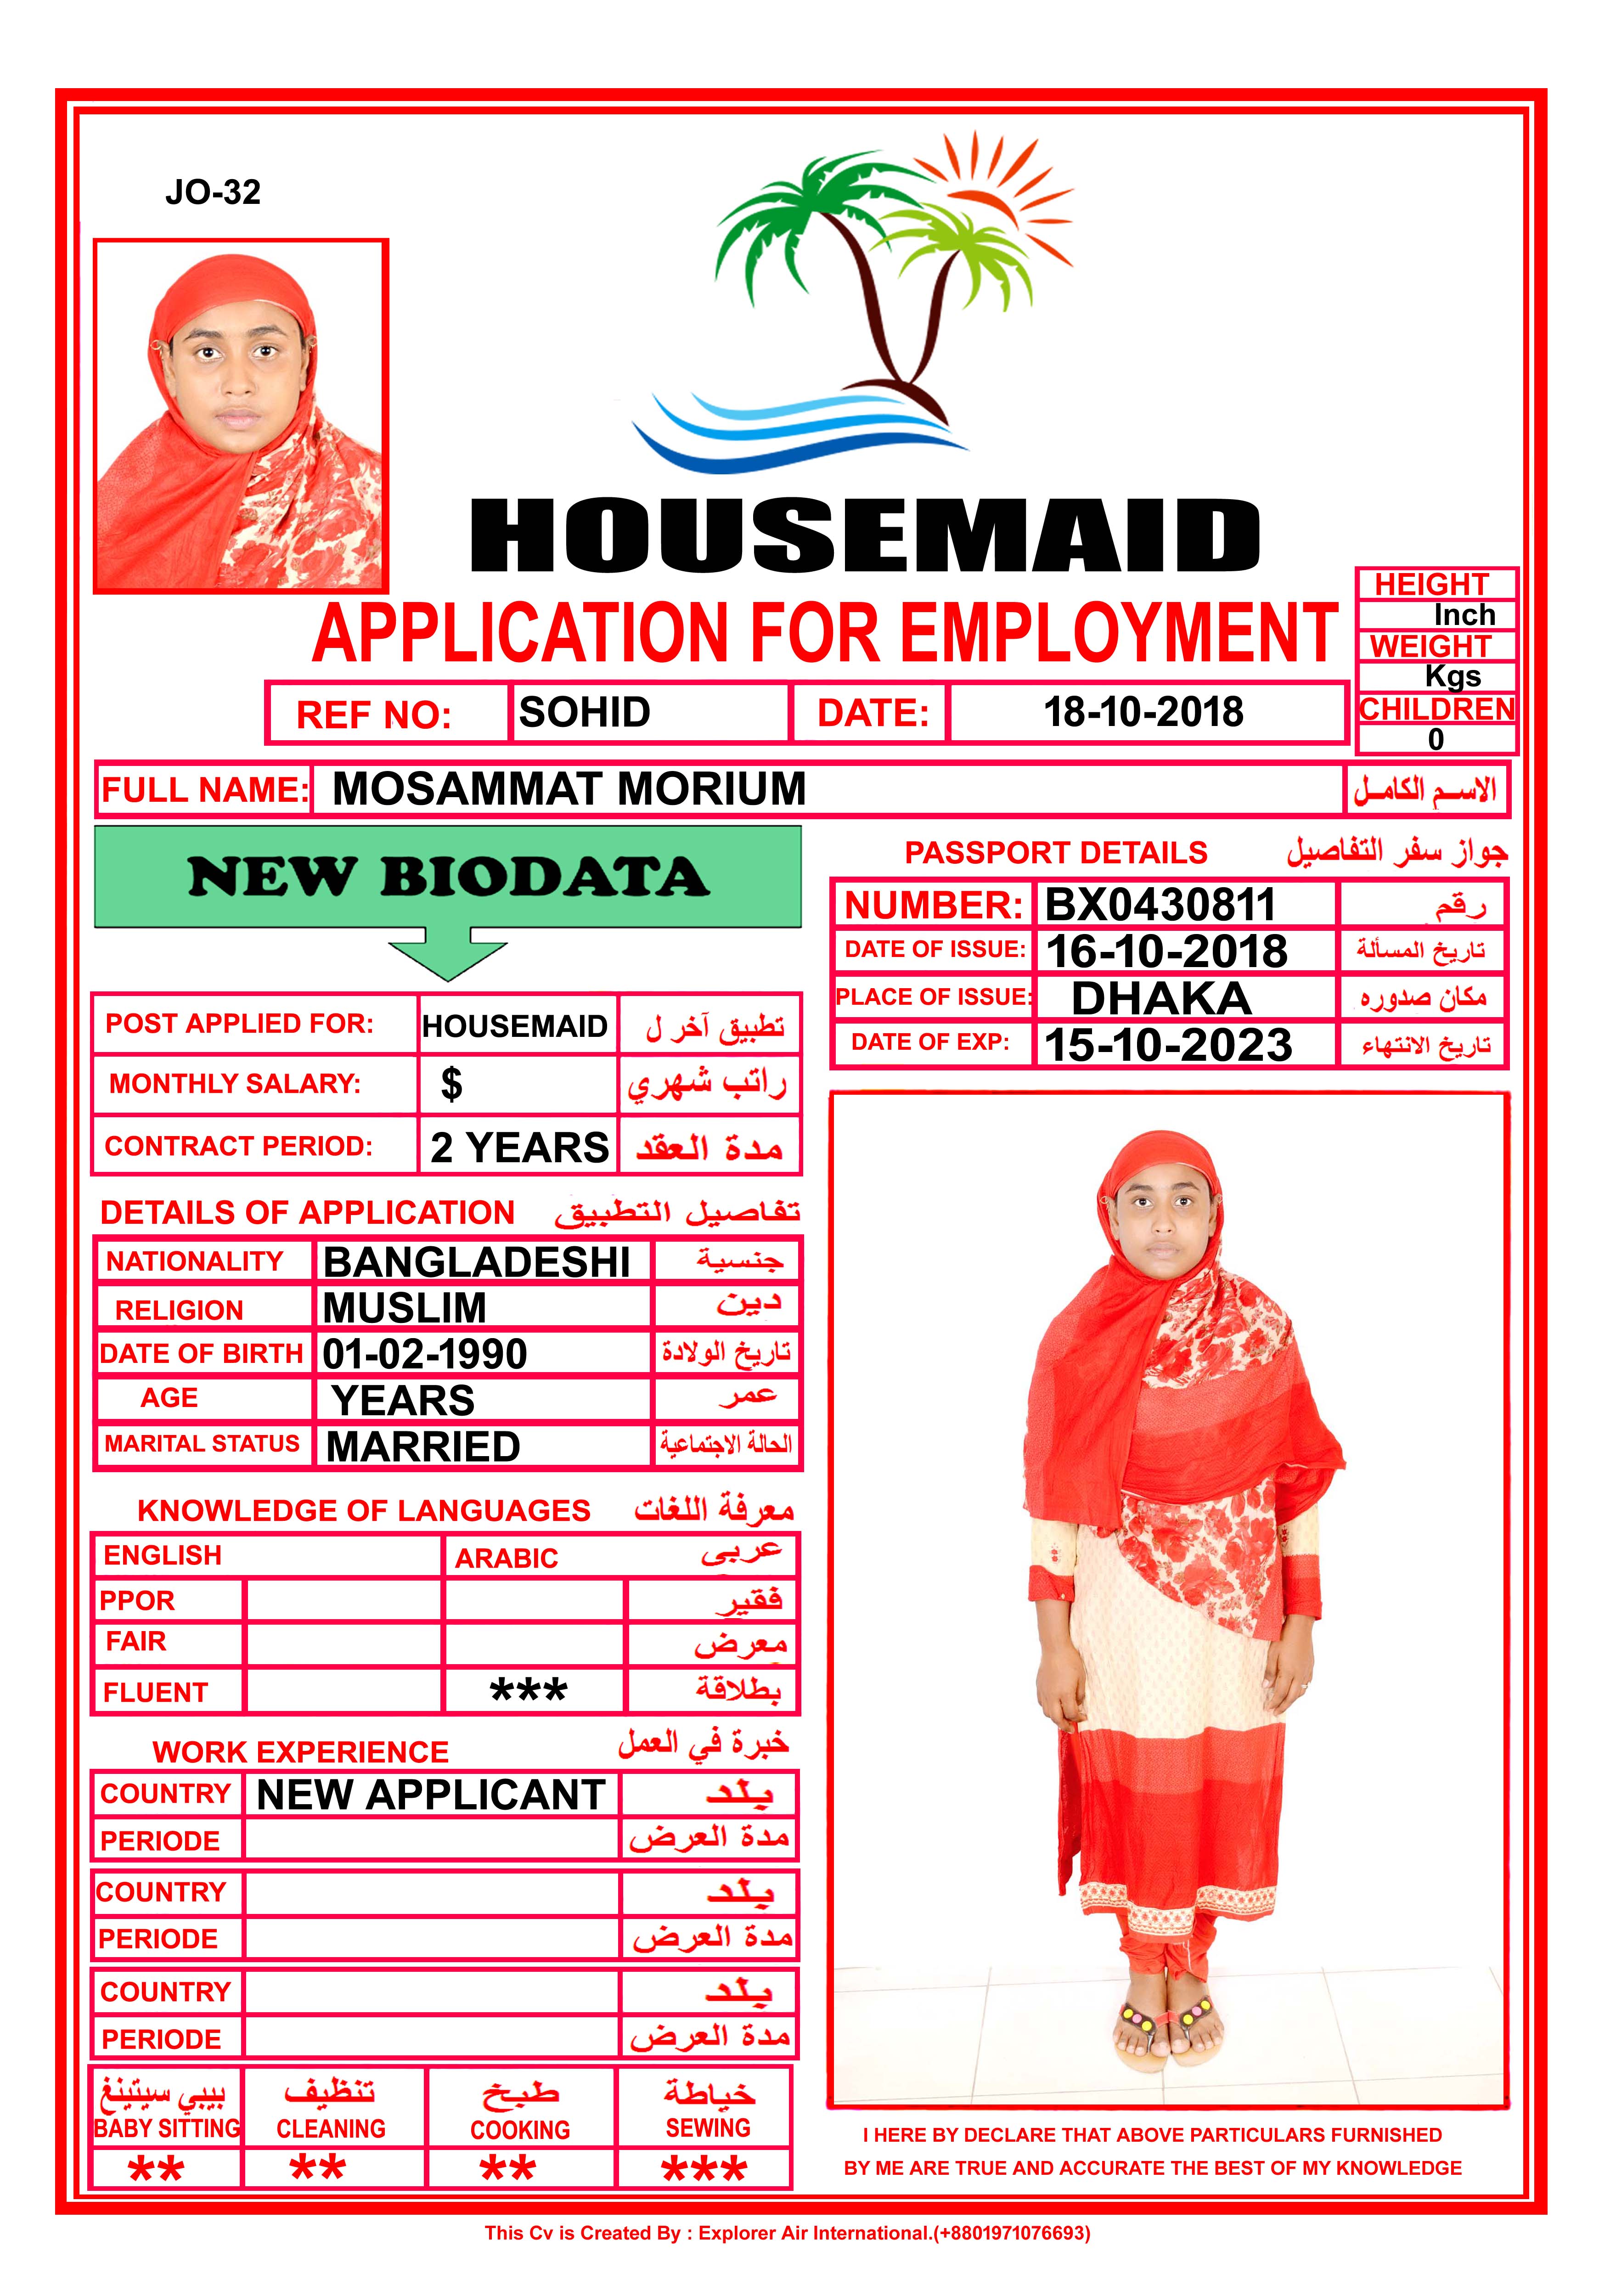 JO-32
HOUSEMAID
APPLICATION FOR EMPLOYMENT
HEIGHT
Inch
WEIGHT
Kgs
CHILDREN
0
REF NO: SOHID DATE: 18-10-2018
FULL NAME: MOSAMMAT MORIUM الاسم الكامل
NEW BIODATA
POST APPLIED FOR: HOUSEMAID تطبيق آخر ل
MONTHLY SALARY: $ راتب شهري
CONTRACT PERIOD: 2 YEARS مدة العقد
PASSPORT DETAILS جواز سفر التفاصيل
NUMBER: BX0430811 رقم
DATE OF ISSUE: 16-10-2018 تاريخ المسألة
PLACE OF ISSUE: DHAKA مكان صدوره
DATE OF EXP: 15-10-2023 تاريخ الانتهاء
DETAILS OF APPLICATION تفاصيل التطبيق
NATIONALITY BANGLADESHI جنسية
RELIGION MUSLIM دين
DATE OF BIRTH 01-02-1990 تاريخ الولادة
AGE YEARS عمر
MARITAL STATUS MARRIED الحالة الاجتماعية
KNOWLEDGE OF LANGUAGES معرفة اللغات
ENGLISH ARABIC عربى
PPOR فقير
FAIR معرض
FLUENT *** بطلاقة
WORK EXPERIENCE خبرة في العمل
COUNTRY NEW APPLICANT بلد
PERIODE مدة العرض
COUNTRY بلد
PERIODE مدة العرض
COUNTRY بلد
PERIODE مدة العرض
بيبي سيتينغ تنظيف طبخ خياطة
BABY SITTING CLEANING COOKING SEWING
** ** ** ***
I HERE BY DECLARE THAT ABOVE PARTICULARS FURNISHED
BY ME ARE TRUE AND ACCURATE THE BEST OF MY KNOWLEDGE
This Cv is Created By : Explorer Air International.(+8801971076693)